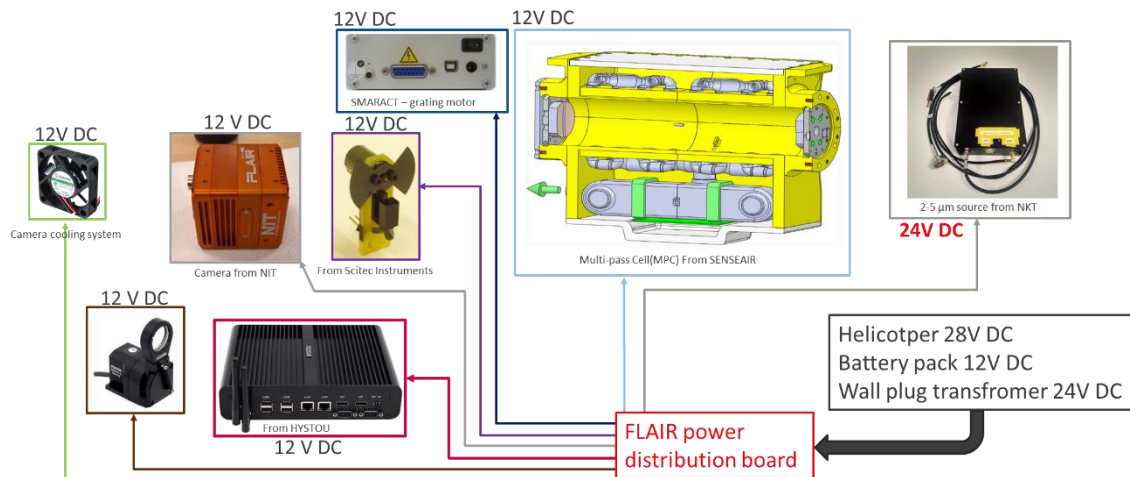 12V DC
12V DC
SMARACT – grating motor
12V DC
Camera cooling system
12 V DC
FLAIR
NIT
Camera from NIT
12V DC
From Scitec Instruments
Multi-pass Cell(MPC) From SENSEAIR
2-5 µm source from NKT
24V DC
12 V DC
From HYSTOU
12 V DC
Helicotper 28V DC
Battery pack 12V DC
Wall plug transfromer 24V DC
FLAIR power
distribution board